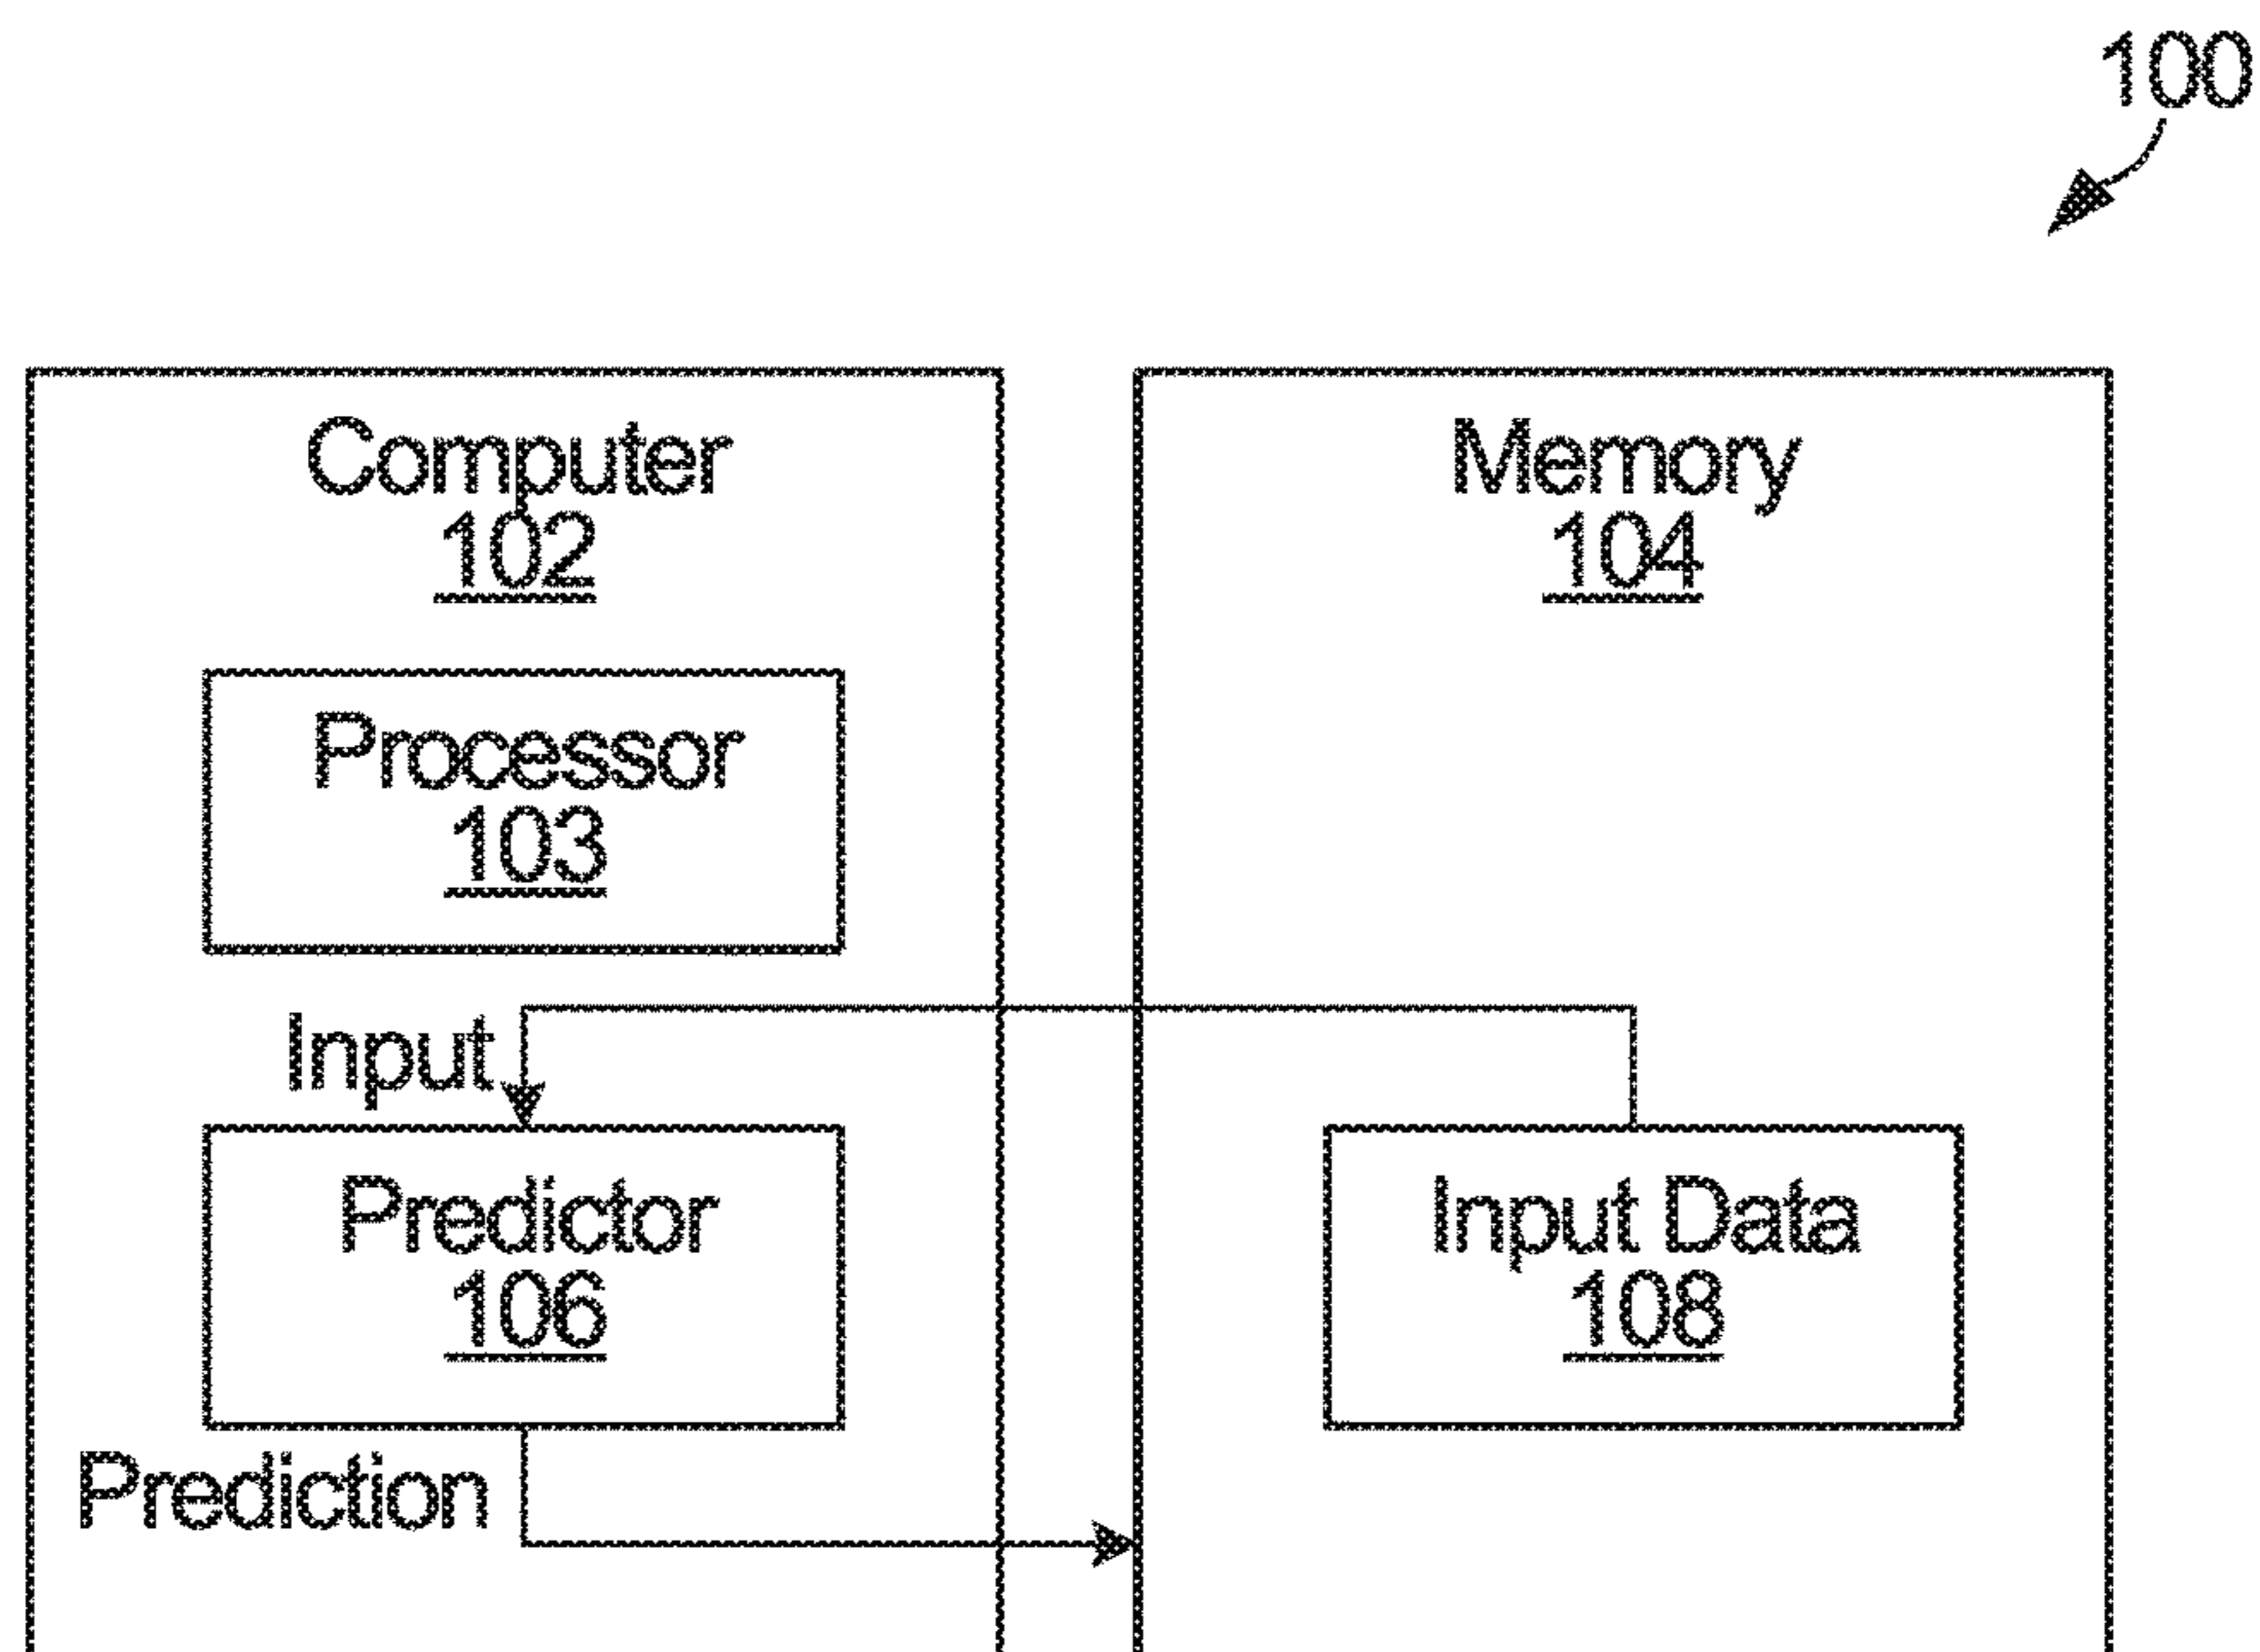 100
Computer
102
Memory
104
Processor
103
Input
Predictor
106
Input Data
108
Prediction